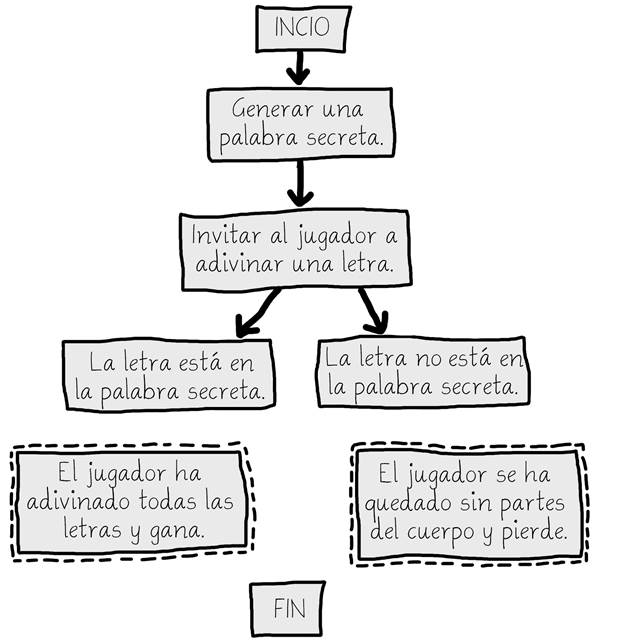 INCIO
Generar una
palabra secreta.
Invitar al jugador a
adivinar una letra.
La letra está en
la palabra secreta.
La letra no está en
la palabra secreta.
El jugador ha
adivinado todas las
letras y gana.
El jugador se ha
quedado sin partes
del cuerpo y pierde.
FIN